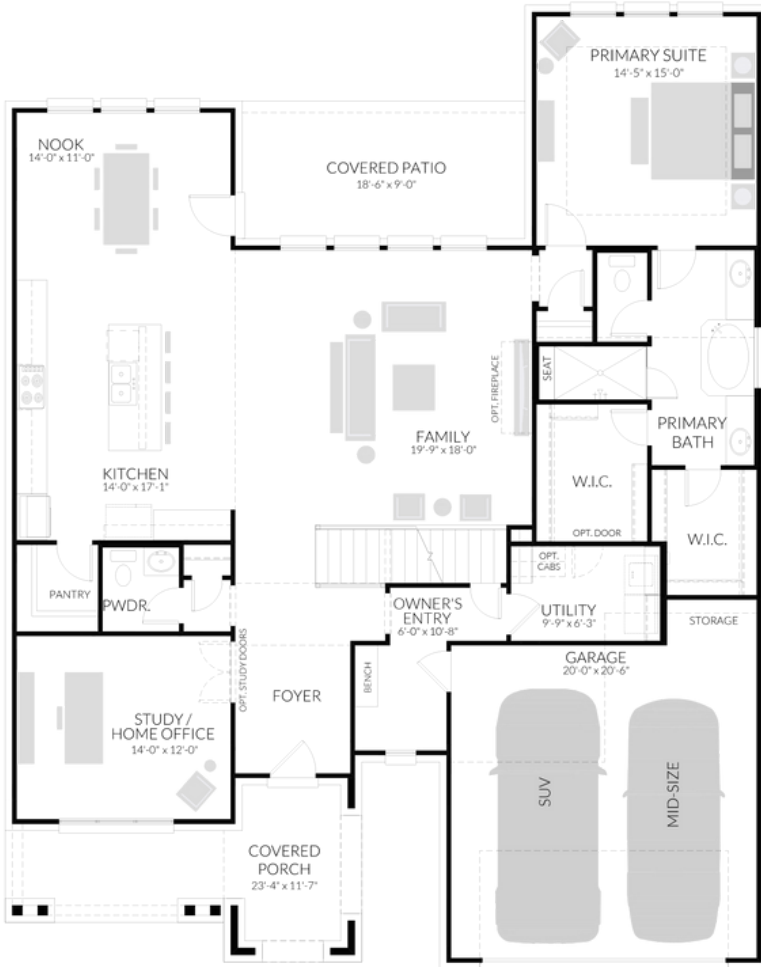 PRIMARY SUITE
14'-5" x 15'-0"
NOOK
14'-0" x 11'-0"
COVERED PATIO
18'-6" x 9'-0"
OPT. FIREPLACE
SEAT
FAMILY
19'-9" x 18'-0"
PRIMARY
BATH
KITCHEN
14'-0" x 17'-1"
W.I.C.
OPT. DOOR
W.I.C.
OPT.
CABS
PANTRY
PWDR.
OWNER'S
ENTRY
6'-0" x 10'-8"
UTILITY
9'-9" x 6'-3"
STORAGE
OPT. STUDY DOORS
BENCH
GARAGE
20'-0" x 20'-6"
FOYER
STUDY /
HOME OFFICE
14'-0" x 12'-0"
SUV
MID-SIZE
COVERED
PORCH
23'-4" x 11'-7"